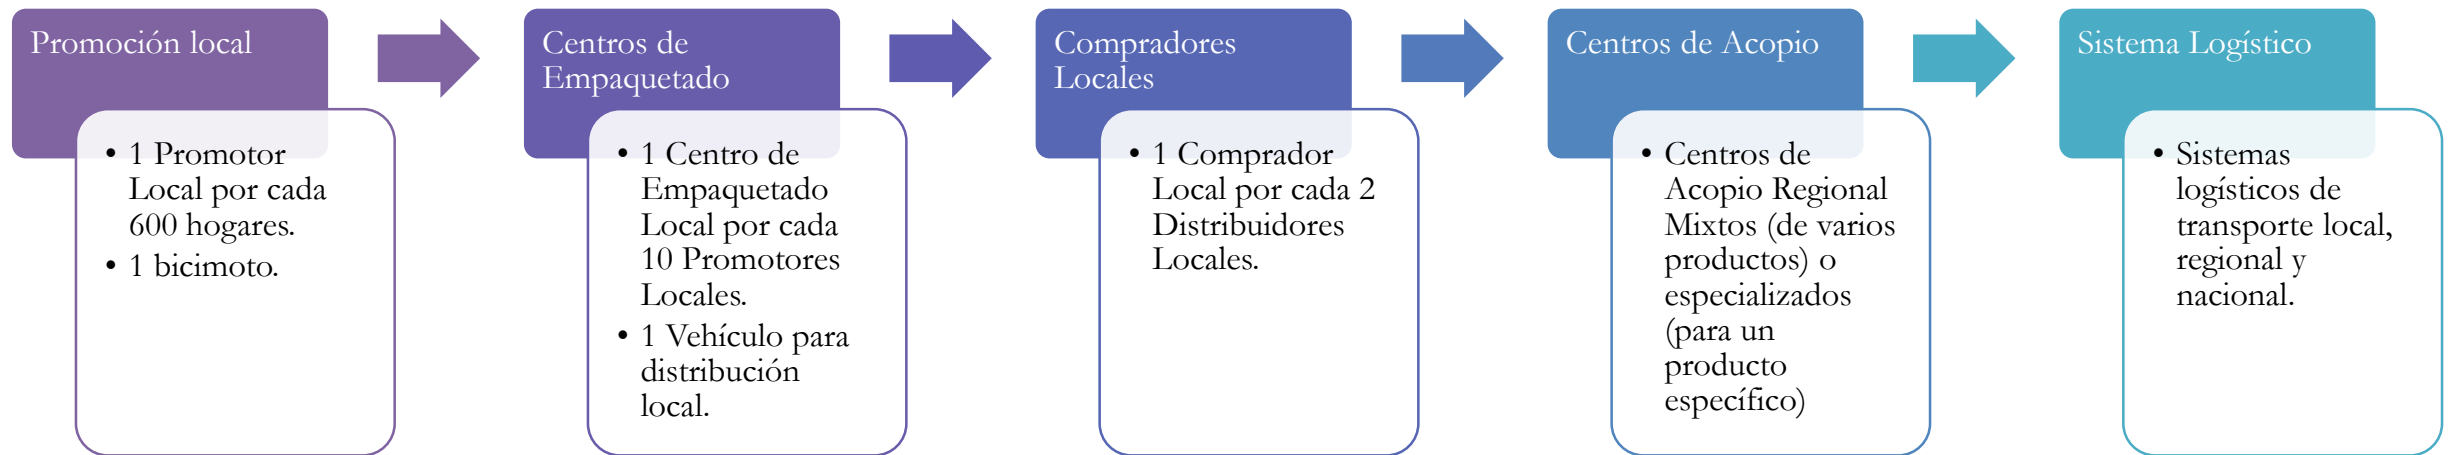 Promoción local
• 1 Promotor
Local por cada
600 hogares.
• 1 bicimoto.
Centros de
Empaquetado
• 1 Centro de
Empaquetado
Local por cada
10 Promotores
Locales.
• 1 Vehículo para
distribución
local.
Compradores
Locales
• 1 Comprador
Local por cada 2
Distribuidores
Locales.
Centros de Acopio
• Centros de
Acopio Regional
Mixtos (de varios
productos) o
especializados
(para un
producto
específico)
Sistema Logístico
• Sistemas
logísticos de
transporte local,
regional y
nacional.